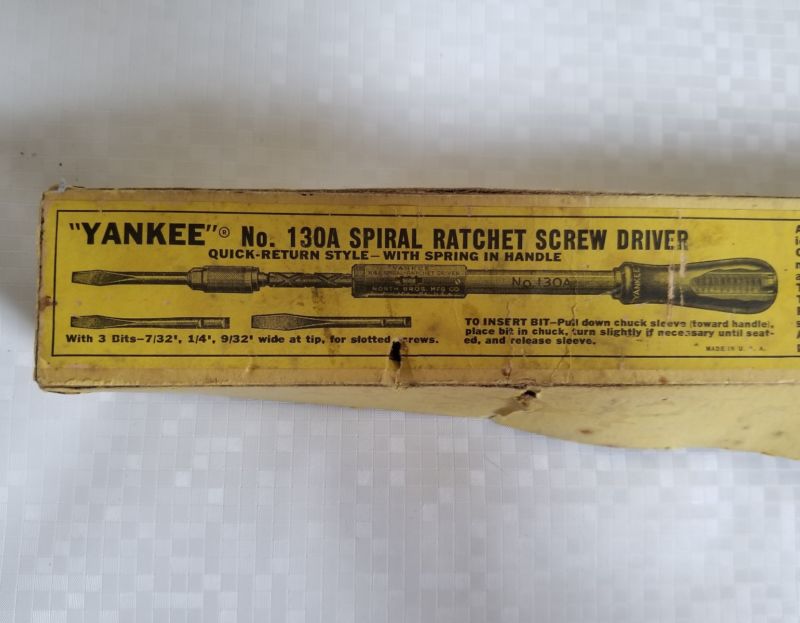 "YANKEE"® No. 130A SPIRAL RATCHET SCREW DRIVER
QUICK-RETURN STYLE—WITH SPRING IN HANDLE
"YANKEE"
SPIRAL RATCHET DRIVER
NORTH BROS. MFG. CO.
No. 130A
YANKEE
With 3 Bits—7/32", 1/4", 9/32" wide at tip, for slotted screws.
TO INSERT BIT—Pull down chuck sleeve (toward handle),
place bit in chuck, turn slightly if necessary until seat-
ed, and release sleeve.
MADE IN U. S. A.